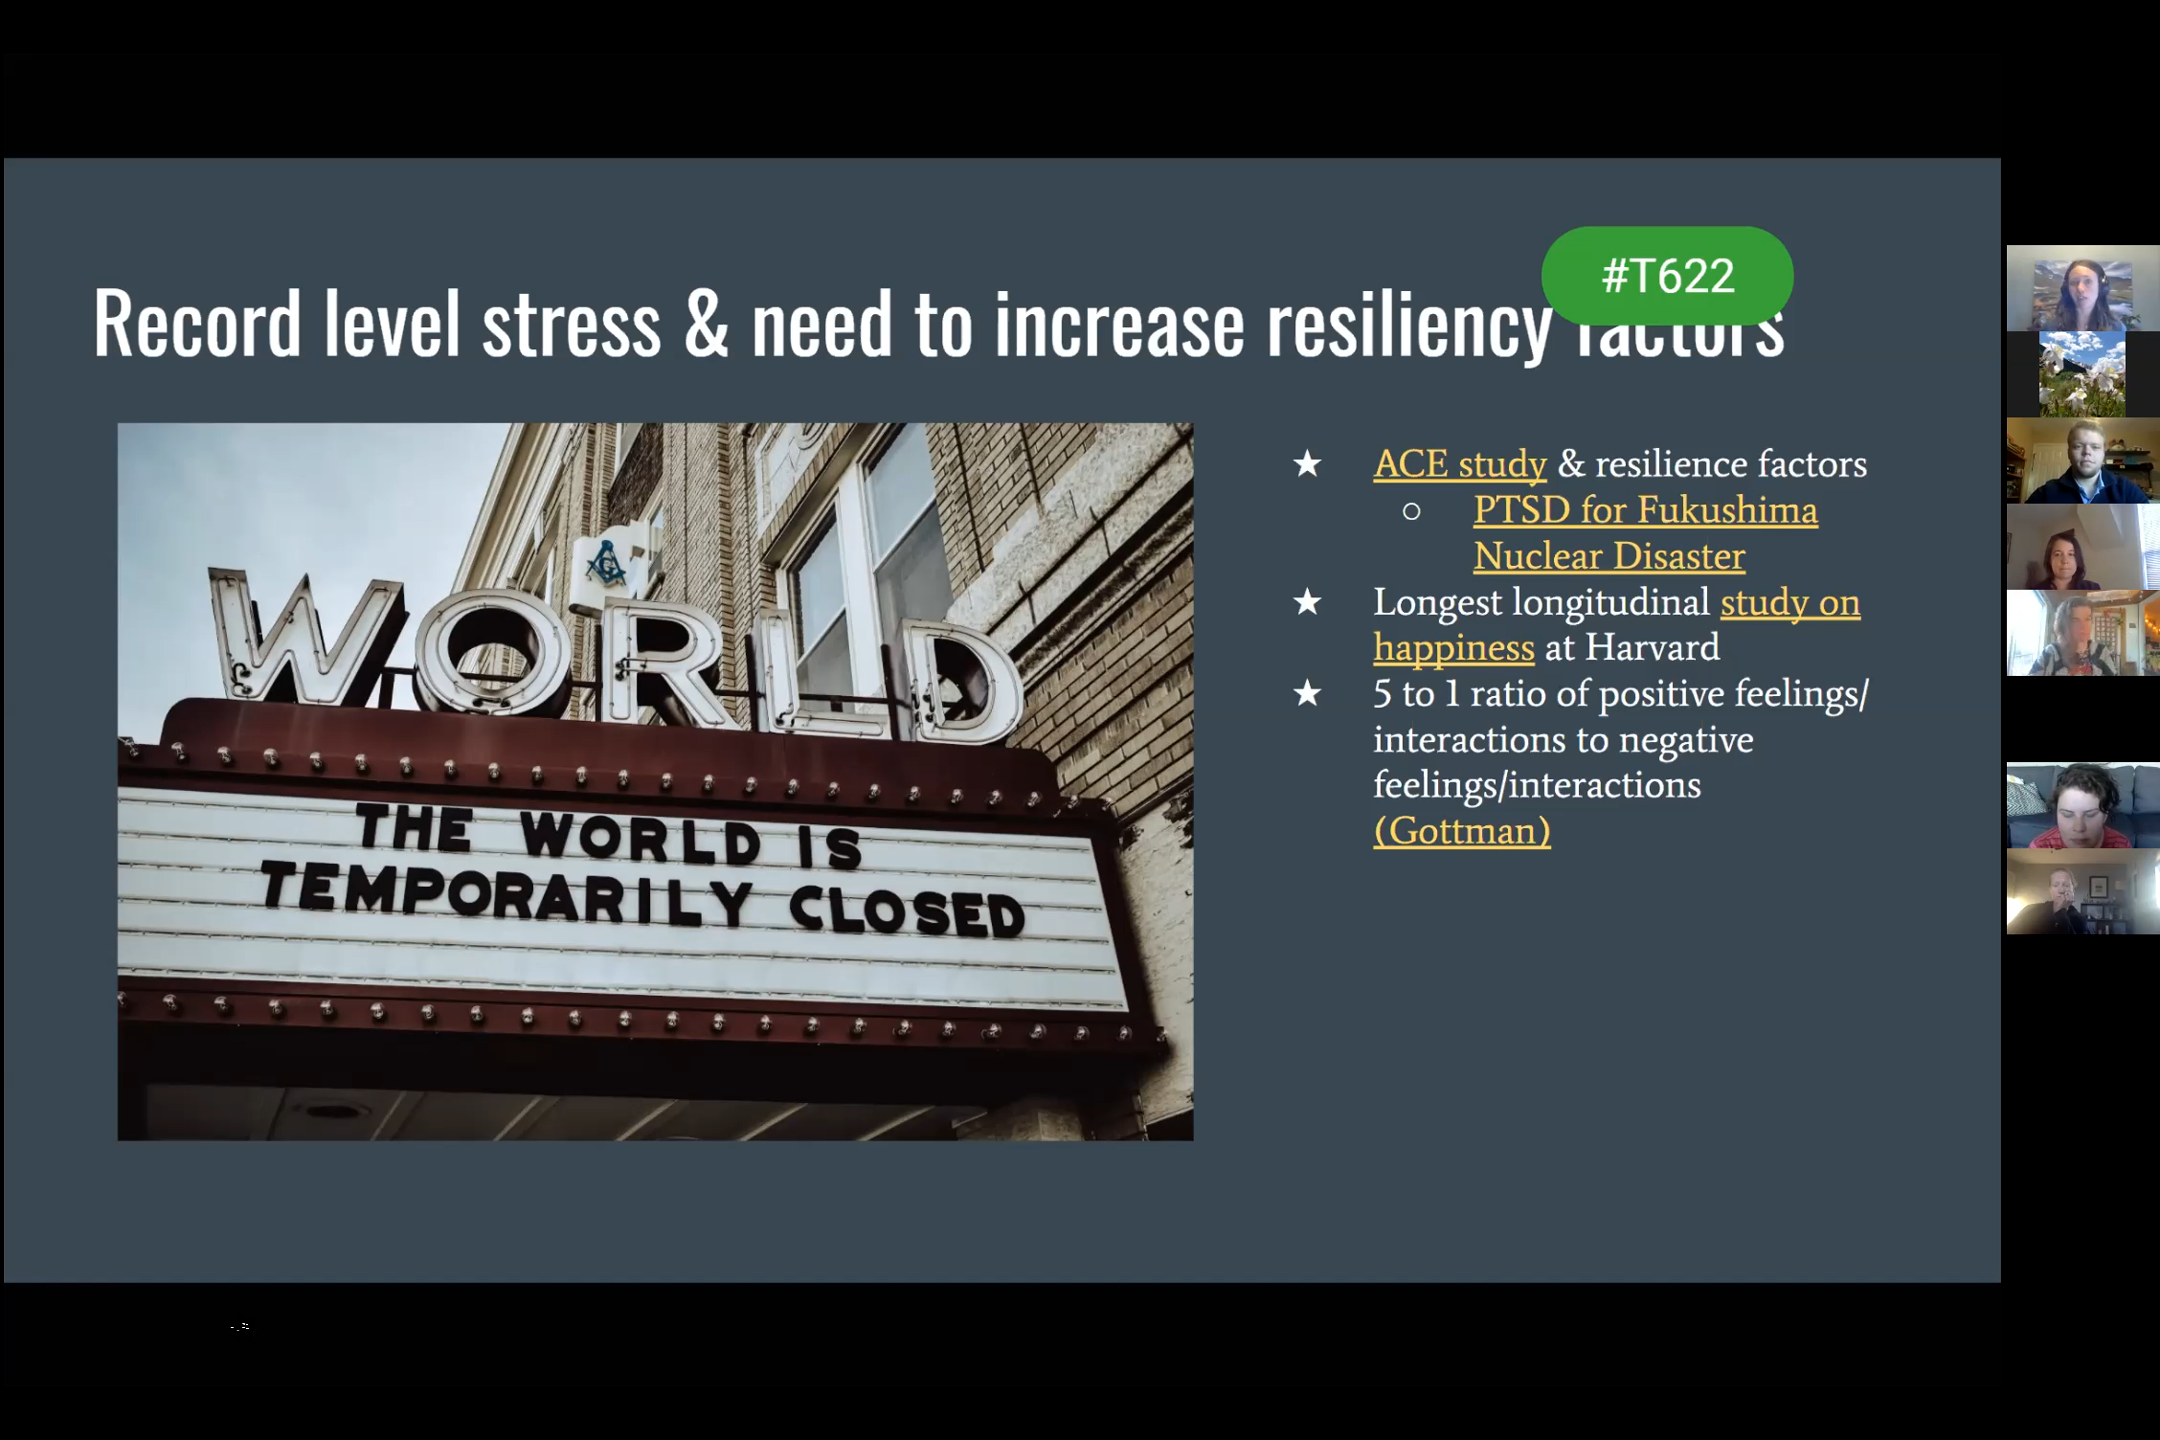 #T622
Record level stress & need to increase resiliency factors
★ ACE study & resilience factors
○ PTSD for Fukushima
Nuclear Disaster
★ Longest longitudinal study on
happiness at Harvard
★ 5 to 1 ratio of positive feelings/
interactions to negative
feelings/interactions
(Gottman)
WORLD
THE WORLD IS
TEMPORARILY CLOSED
G